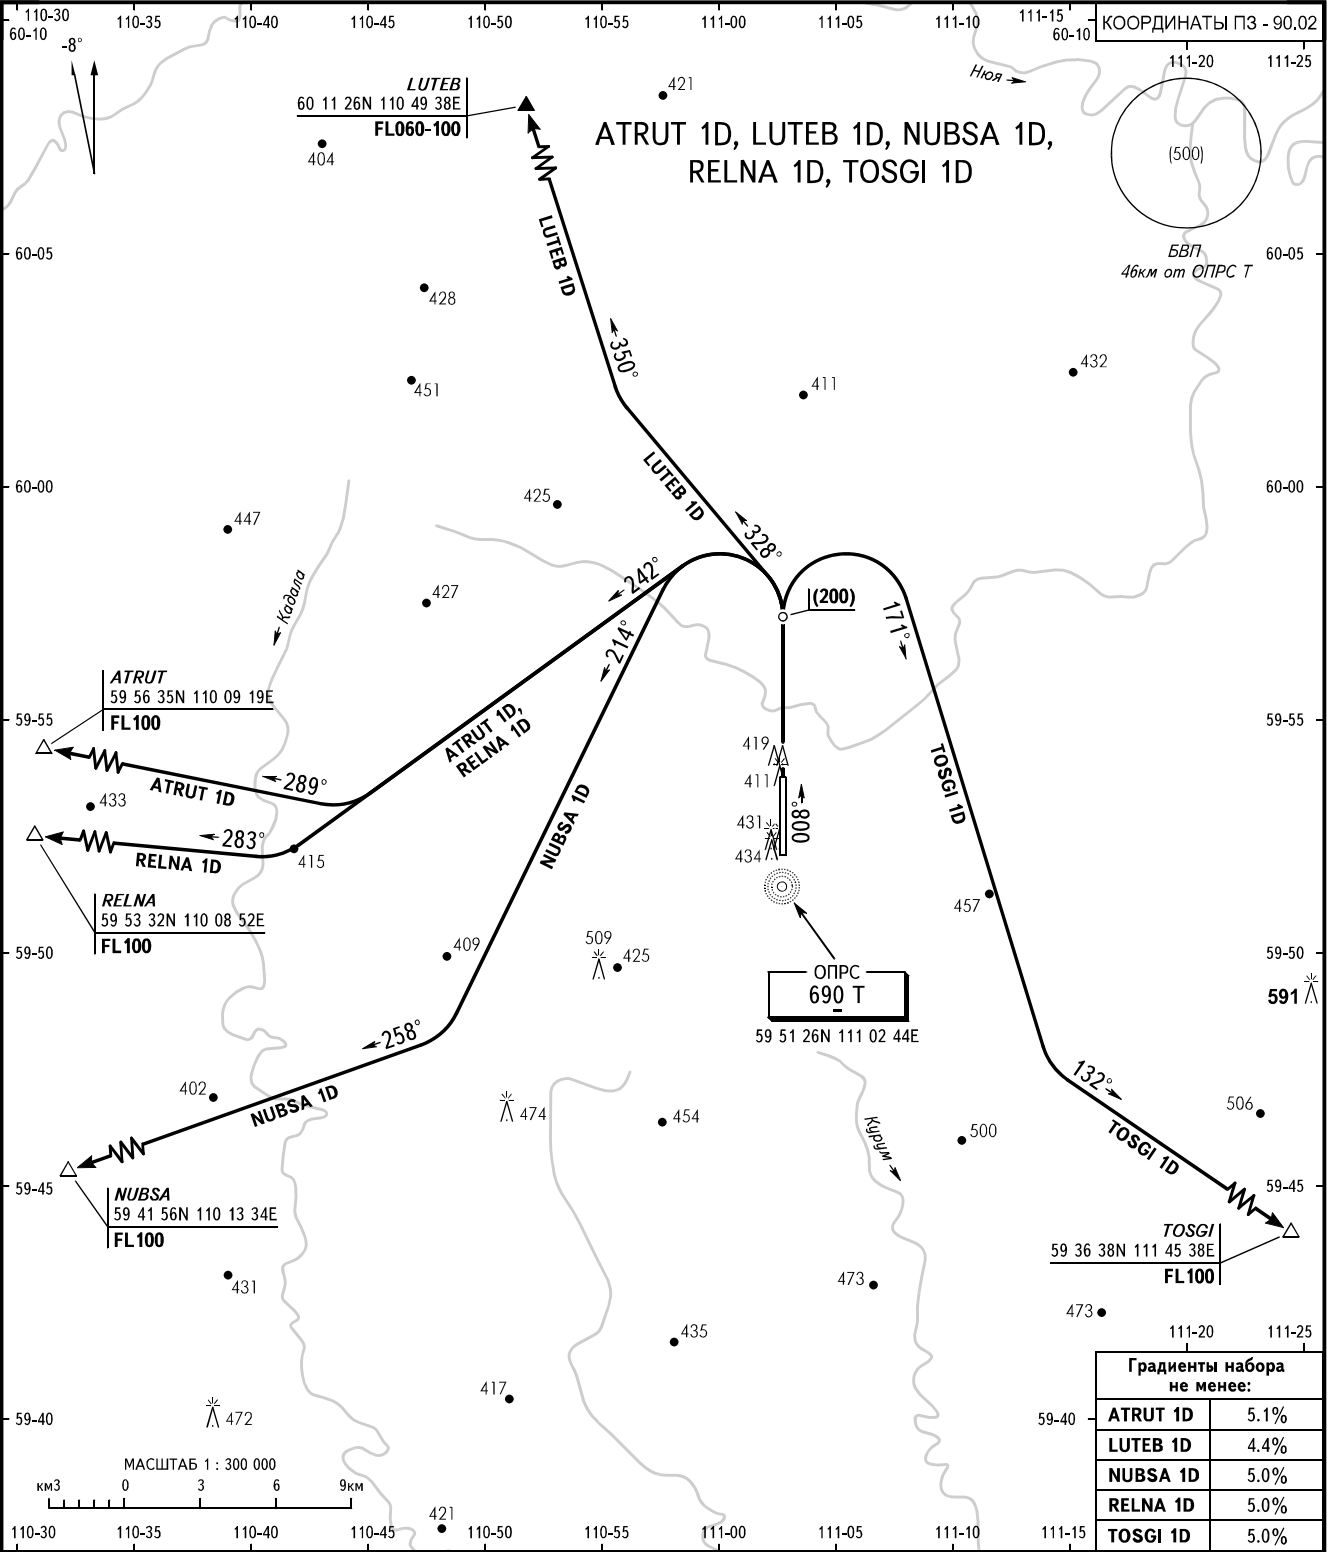 110-30 110-35 110-40 110-45 110-50 110-55 111-00 111-05 111-10 111-15
60-10
60-10
КООРДИНАТЫ ПЗ - 90.02
111-20 111-25
-8°
LUTEB
60 11 26N 110 49 38E
FL060-100
421
404
Нюя
ATRUT 1D, LUTEB 1D, NUBSA 1D,
RELNA 1D, TOSGI 1D
(500)
БВП
46км от ОПРС Т
60-05
60-05
LUTEB 1D
428
350°
451
411
432
60-00
60-00
LUTEB 1D
425
447
328°
242°
427
Кадала
(200)
214°
171°
ATRUT
59 56 35N 110 09 19E
FL100
59-55
59-55
ATRUT 1D,
RELNA 1D
419
411
TOSGI 1D
289°
ATRUT 1D
433
NUBSA 1D
008°
431
434
283°
RELNA 1D
415
RELNA
59 53 32N 110 08 52E
FL100
457
59-50
59-50
409
509
425
ОПРС
690 T
59 51 26N 111 02 44E
591
258°
132°
402
NUBSA 1D
474
454
Курум
500
506
TOSGI 1D
59-45
59-45
NUBSA
59 41 56N 110 13 34E
FL100
TOSGI
59 36 38N 111 45 38E
FL100
431
473
473
435
111-20 111-25
417
Градиенты набора
не менее:
ATRUT 1D 5.1%
LUTEB 1D 4.4%
NUBSA 1D 5.0%
RELNA 1D 5.0%
TOSGI 1D 5.0%
59-40
59-40
472
МАСШТАБ 1 : 300 000
км3 0 3 6 9км
421
110-30 110-35 110-40 110-45 110-50 110-55 111-00 111-05 111-10 111-15